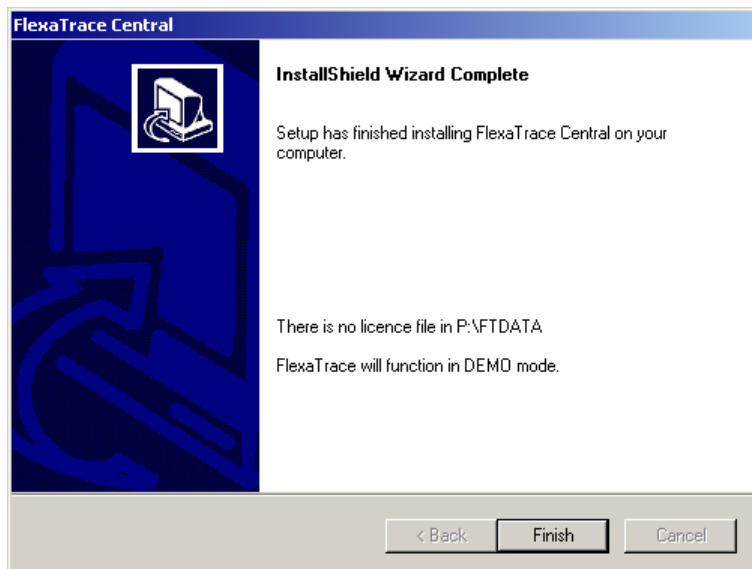 FlexaTrace Central
InstallShield Wizard Complete
Setup has finished installing FlexaTrace Central on your
computer.
There is no licence file in P:\FTDATA
FlexaTrace will function in DEMO mode.
< Back
Finish
Cancel